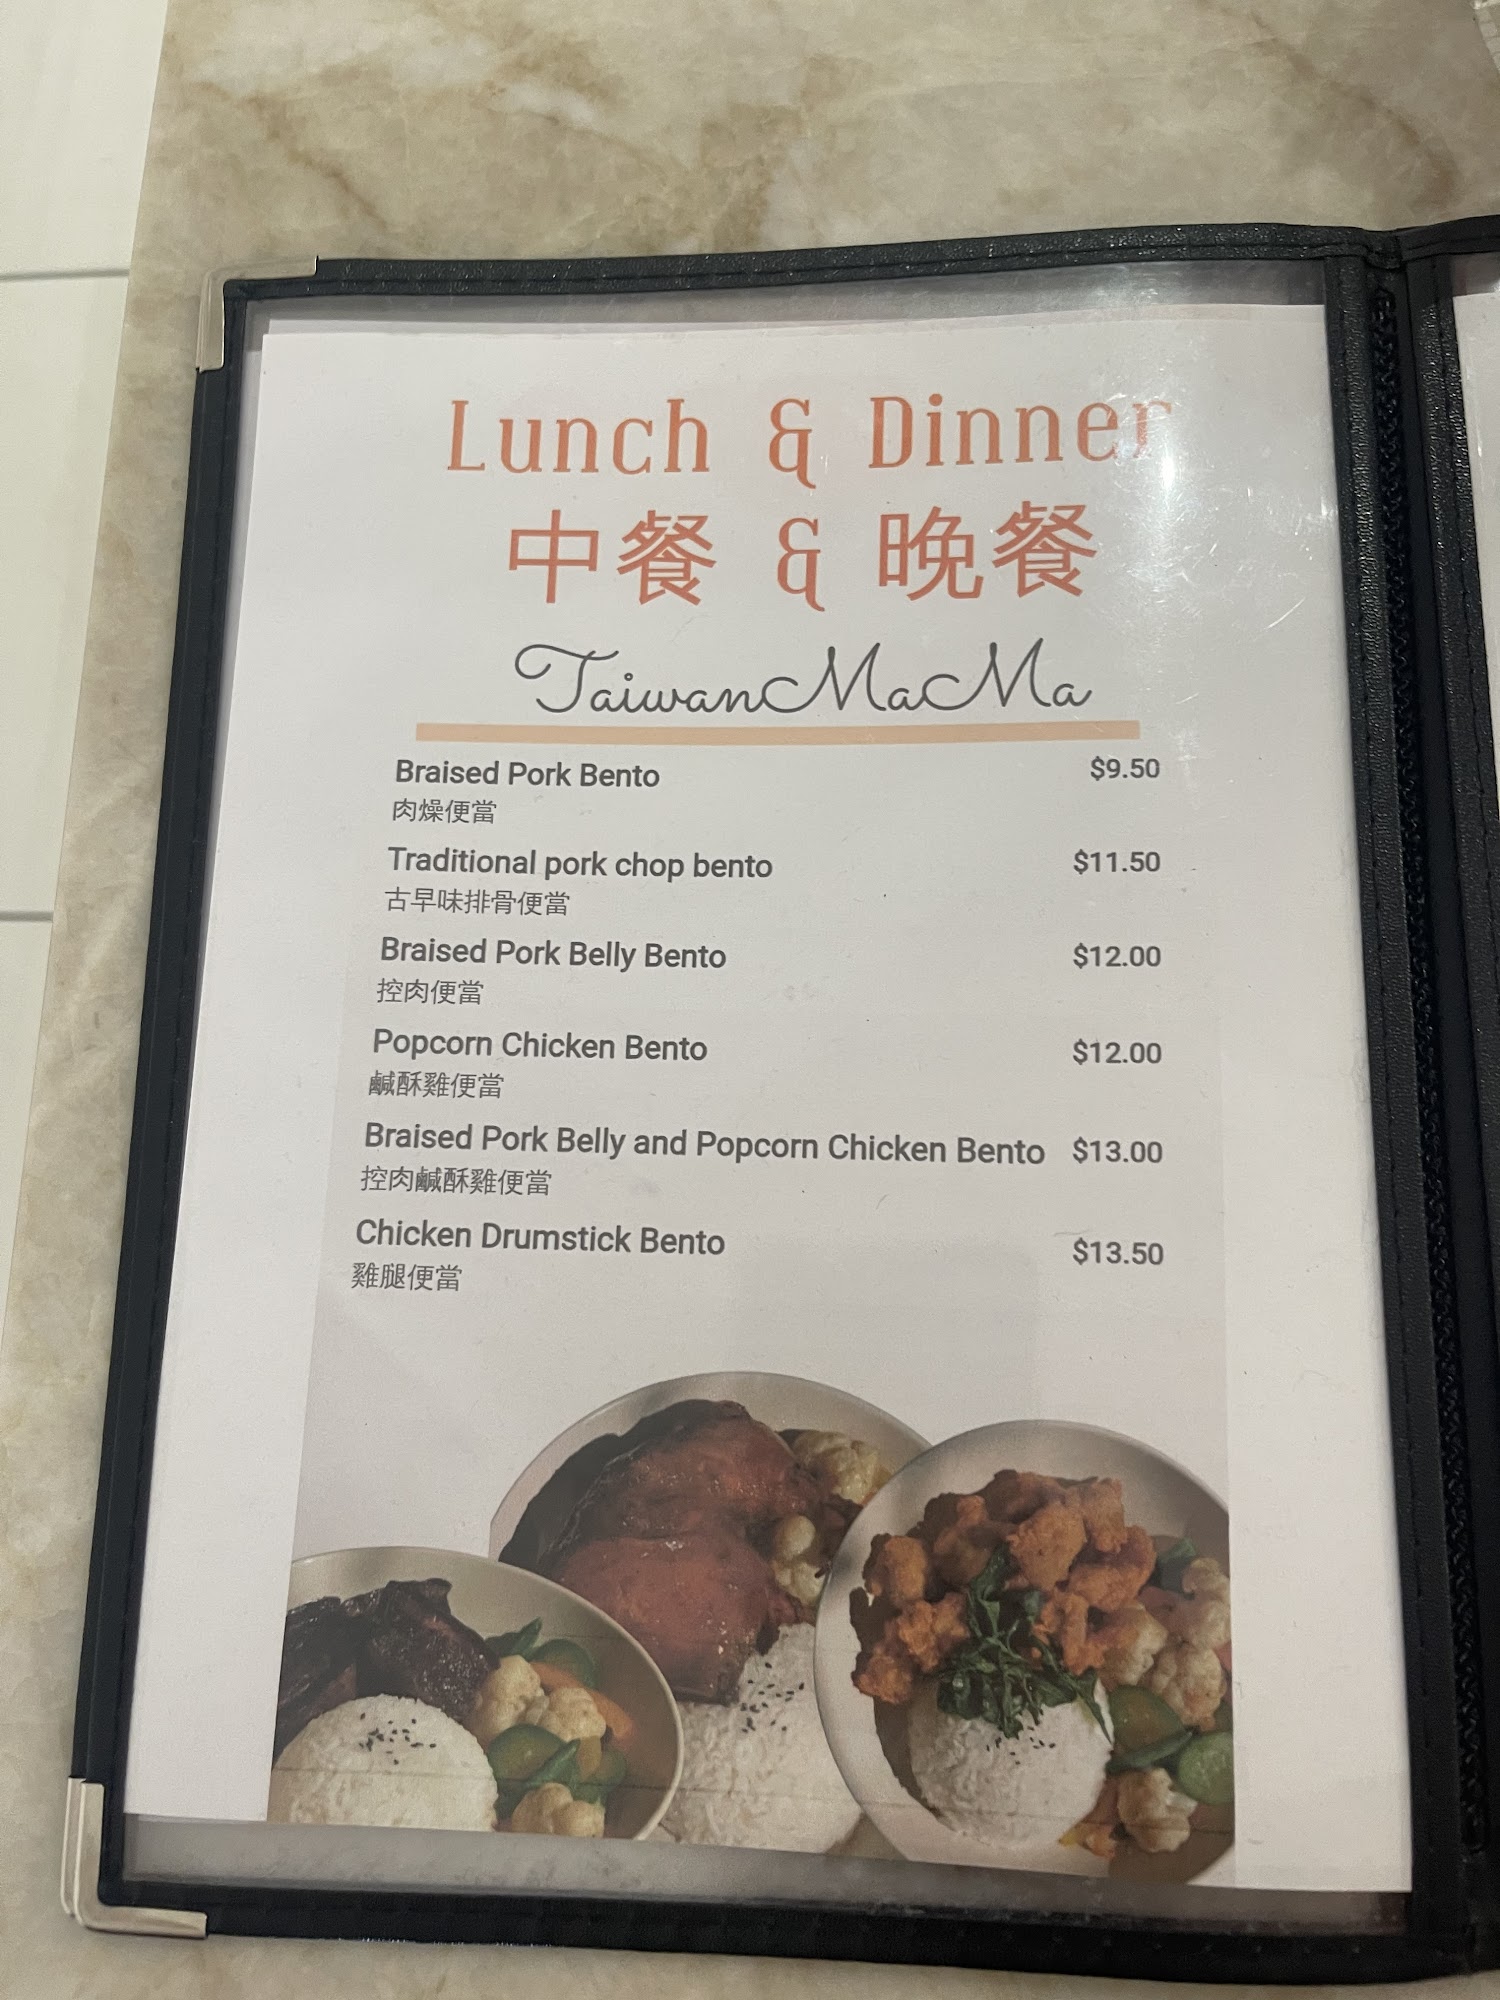 Lunch & Dinner
中餐 & 晚餐
TaiwanMaMa
Braised Pork Bento $9.50
肉燥便當
Traditional pork chop bento $11.50
古早味排骨便當
Braised Pork Belly Bento $12.00
控肉便當
Popcorn Chicken Bento $12.00
鹹酥雞便當
Braised Pork Belly and Popcorn Chicken Bento $13.00
控肉鹹酥雞便當
Chicken Drumstick Bento $13.50
雞腿便當